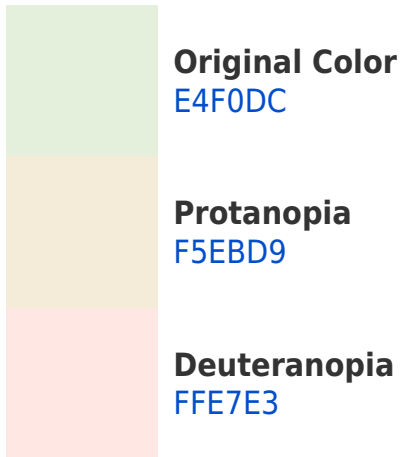 Original Color
E4F0DC
Protanopia
F5EBD9
Deuteranopia
FFE7E3